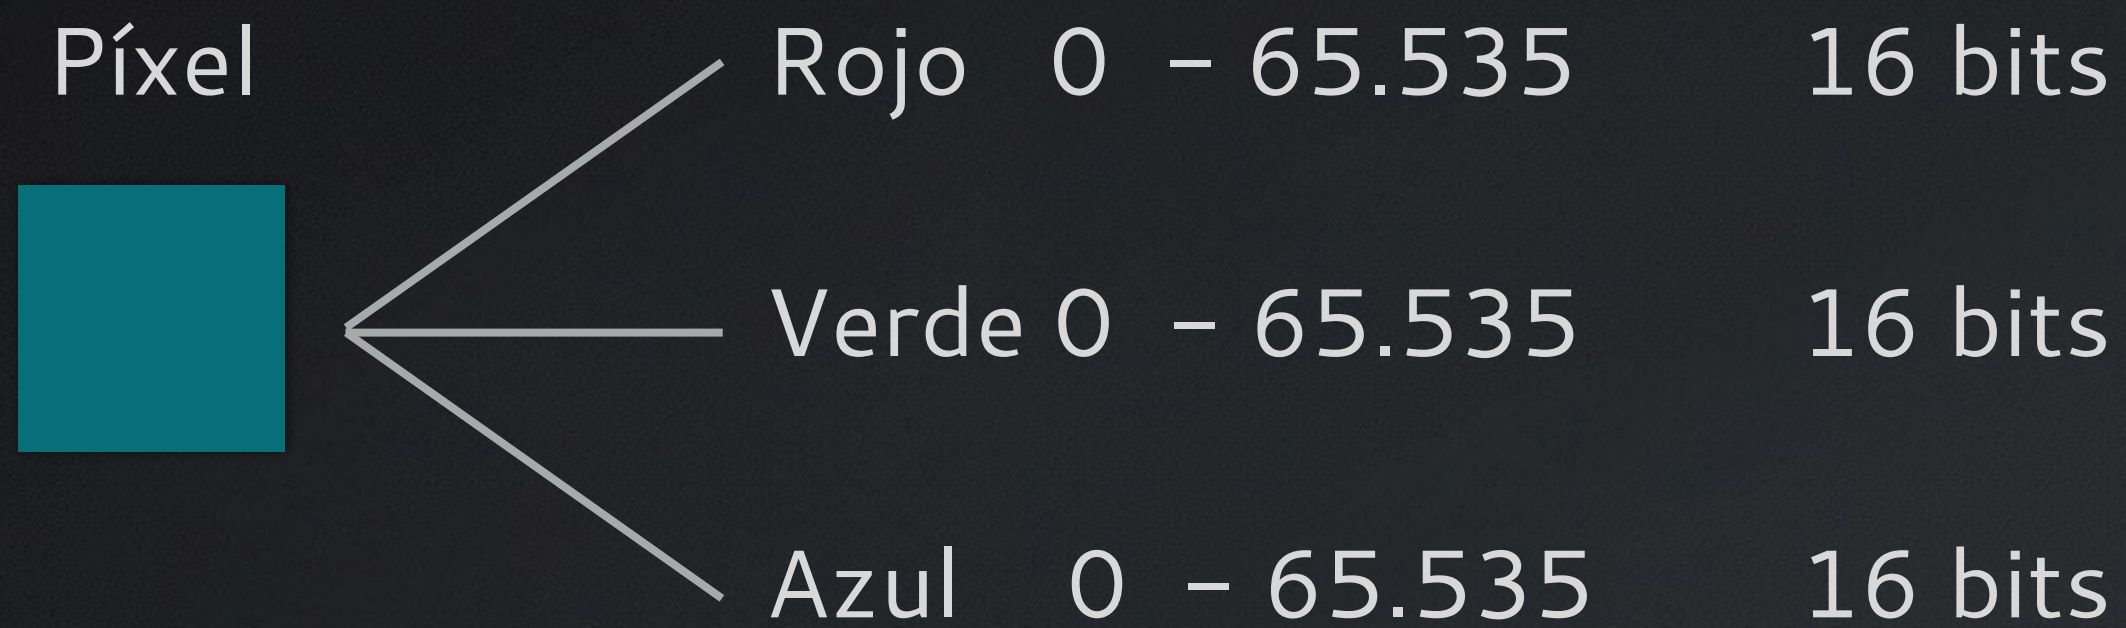 Píxel
Rojo 0 - 65.535 16 bits
Verde 0 - 65.535 16 bits
Azul 0 - 65.535 16 bits